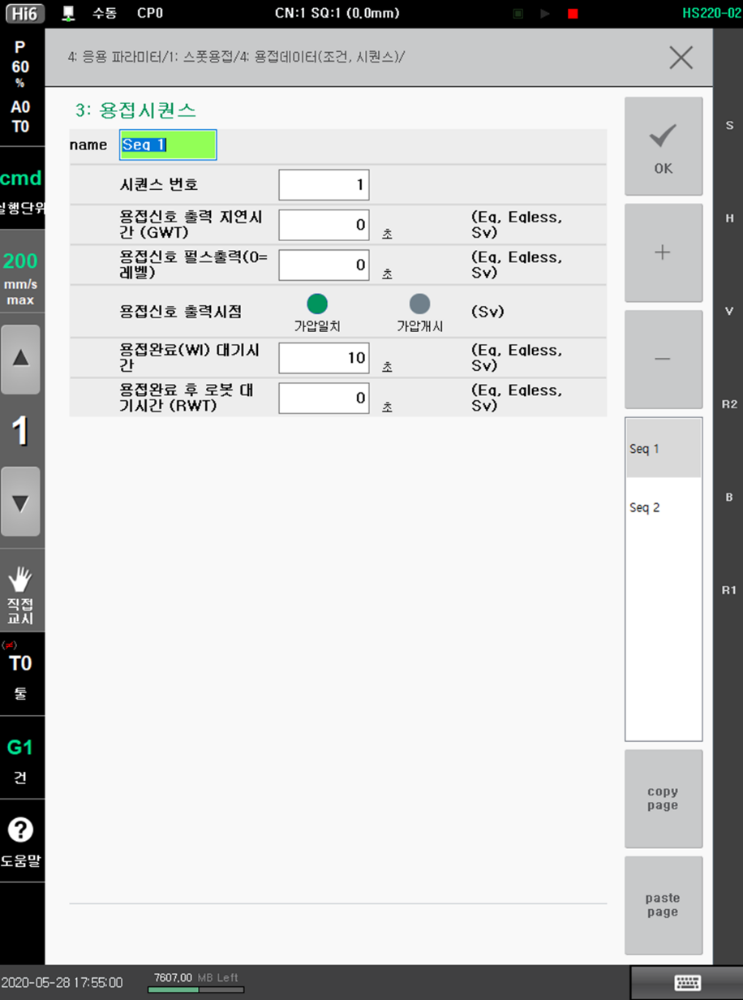 Hi6 수동 CP0 CN:1 SQ:1 (0,0mm) HS220-02
P
60
%
A0
T0
cmd
실행단위
200
mm/s
max
1
직접
교시
(≠)
T0
툴
G1
건
?
도움말
4: 응용 파라미터/1: 스폿용접/4: 용접데이터(조건, 시퀀스)/
3: 용접시퀀스
name Seq 1
시퀀스 번호 1
용접신호 출력 지연시
간 (GWT) 0 초 (Eq, Eqless,
Sv)
용접신호 펄스출력(0=
레벨) 0 초 (Eq, Eqless,
Sv)
용접신호 출력시점 가압일치 가압개시 (Sv)
용접완료(WI) 대기시
간 10 초 (Eq, Eqless,
Sv)
용접완료 후 로봇 대
기시간 (RWT) 0 초 (Eq, Eqless,
Sv)
OK
+
−
Seq 1
Seq 2
copy
page
paste
page
S
H
V
R2
B
R1
2020-05-28 17:55:00 7607,00 MB Left